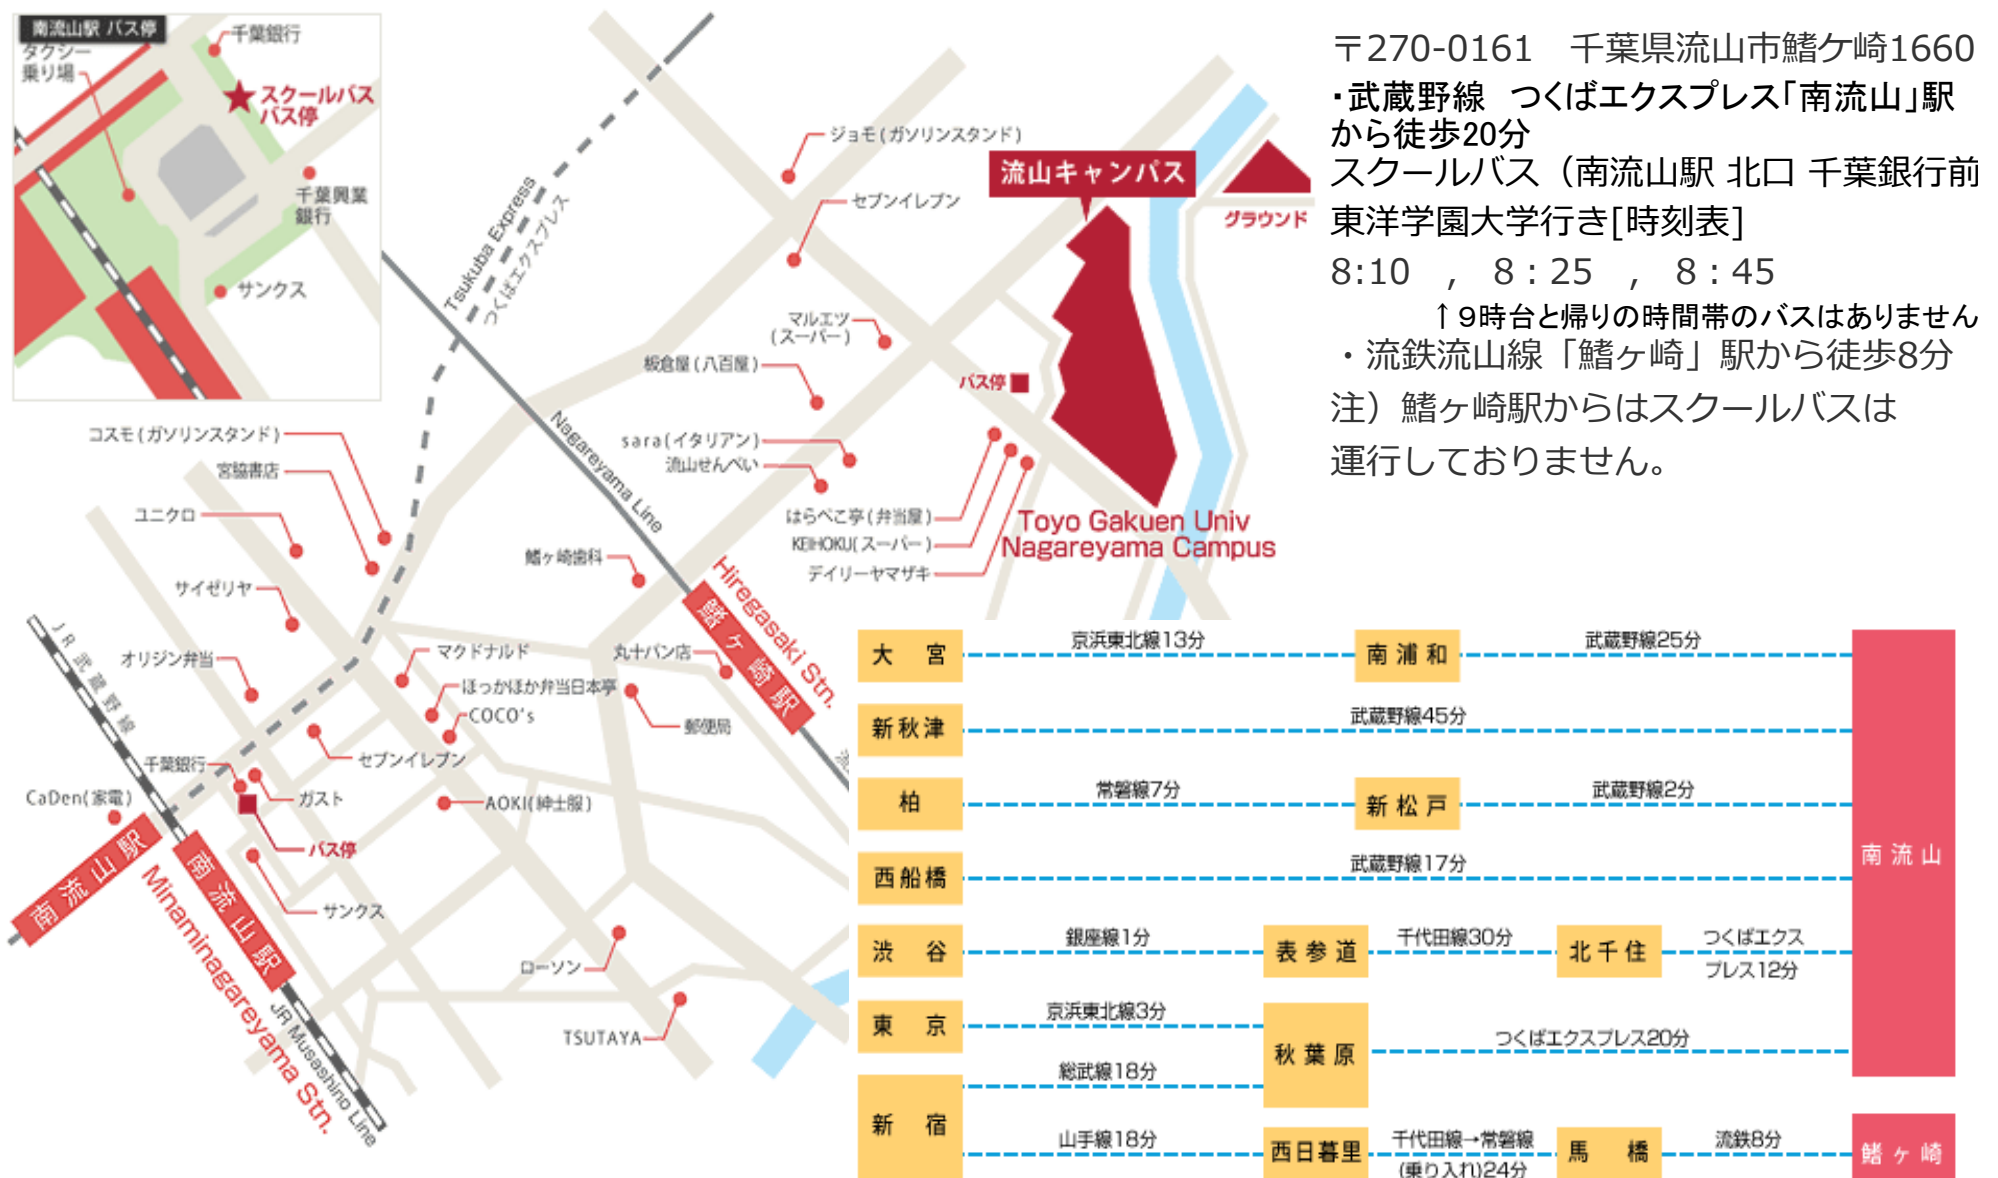 南流山駅 バス停
タクシー
乗り場
千葉銀行
スクールバス
バス停
千葉興業
銀行
サンクス
Tsukuba Express
つくばエクスプレス
ジョモ(ガソリンスタンド)
セブンイレブン
流山キャンパス
グラウンド
マルエツ
(スーパー)
板倉屋(八百屋)
バス停
sara(イタリアン)
流山せんべい
はらぺこ亭(弁当屋)
KEIHOKU(スーパー)
デイリーヤマザキ
Toyo Gakuen Univ
Nagareyama Campus
Nagareyama Line
コスモ(ガソリンスタンド)
宮脇書店
ユニクロ
サイゼリヤ
オリジン弁当
鰭ヶ崎歯科
Hiregasaki Stn.
鰭ヶ崎駅
丸十パン店
郵便局
マクドナルド
ほっかほか弁当日本亭
COCO's
セブンイレブン
AOKI(紳士服)
JR武蔵野線
千葉銀行
ガスト
CaDen(家電)
バス停
サンクス
南流山駅
南流山駅
Minaminagareyama Stn.
JR Musashino Line
ローソン
TSUTAYA
流
〒270-0161 千葉県流山市鰭ケ崎1660
・武蔵野線 つくばエクスプレス「南流山」駅
から徒歩20分
スクールバス（南流山駅 北口 千葉銀行前
東洋学園大学行き[時刻表]
8:10 , 8：25 , 8：45
↑9時台と帰りの時間帯のバスはありません
・流鉄流山線「鰭ヶ崎」駅から徒歩8分
注）鰭ヶ崎駅からはスクールバスは
運行しておりません。
大宮 京浜東北線13分 南浦和 武蔵野線25分
新秋津 武蔵野線45分
柏 常磐線7分 新松戸 武蔵野線2分
南流山
西船橋 武蔵野線17分
渋谷 銀座線1分 表参道 千代田線30分 北千住 つくばエクス
プレス12分
東京 京浜東北線3分
秋葉原 つくばエクスプレス20分
総武線18分
新宿
山手線18分 西日暮里 千代田線→常磐線 馬橋 流鉄8分 鰭ヶ崎
(乗り入れ)24分